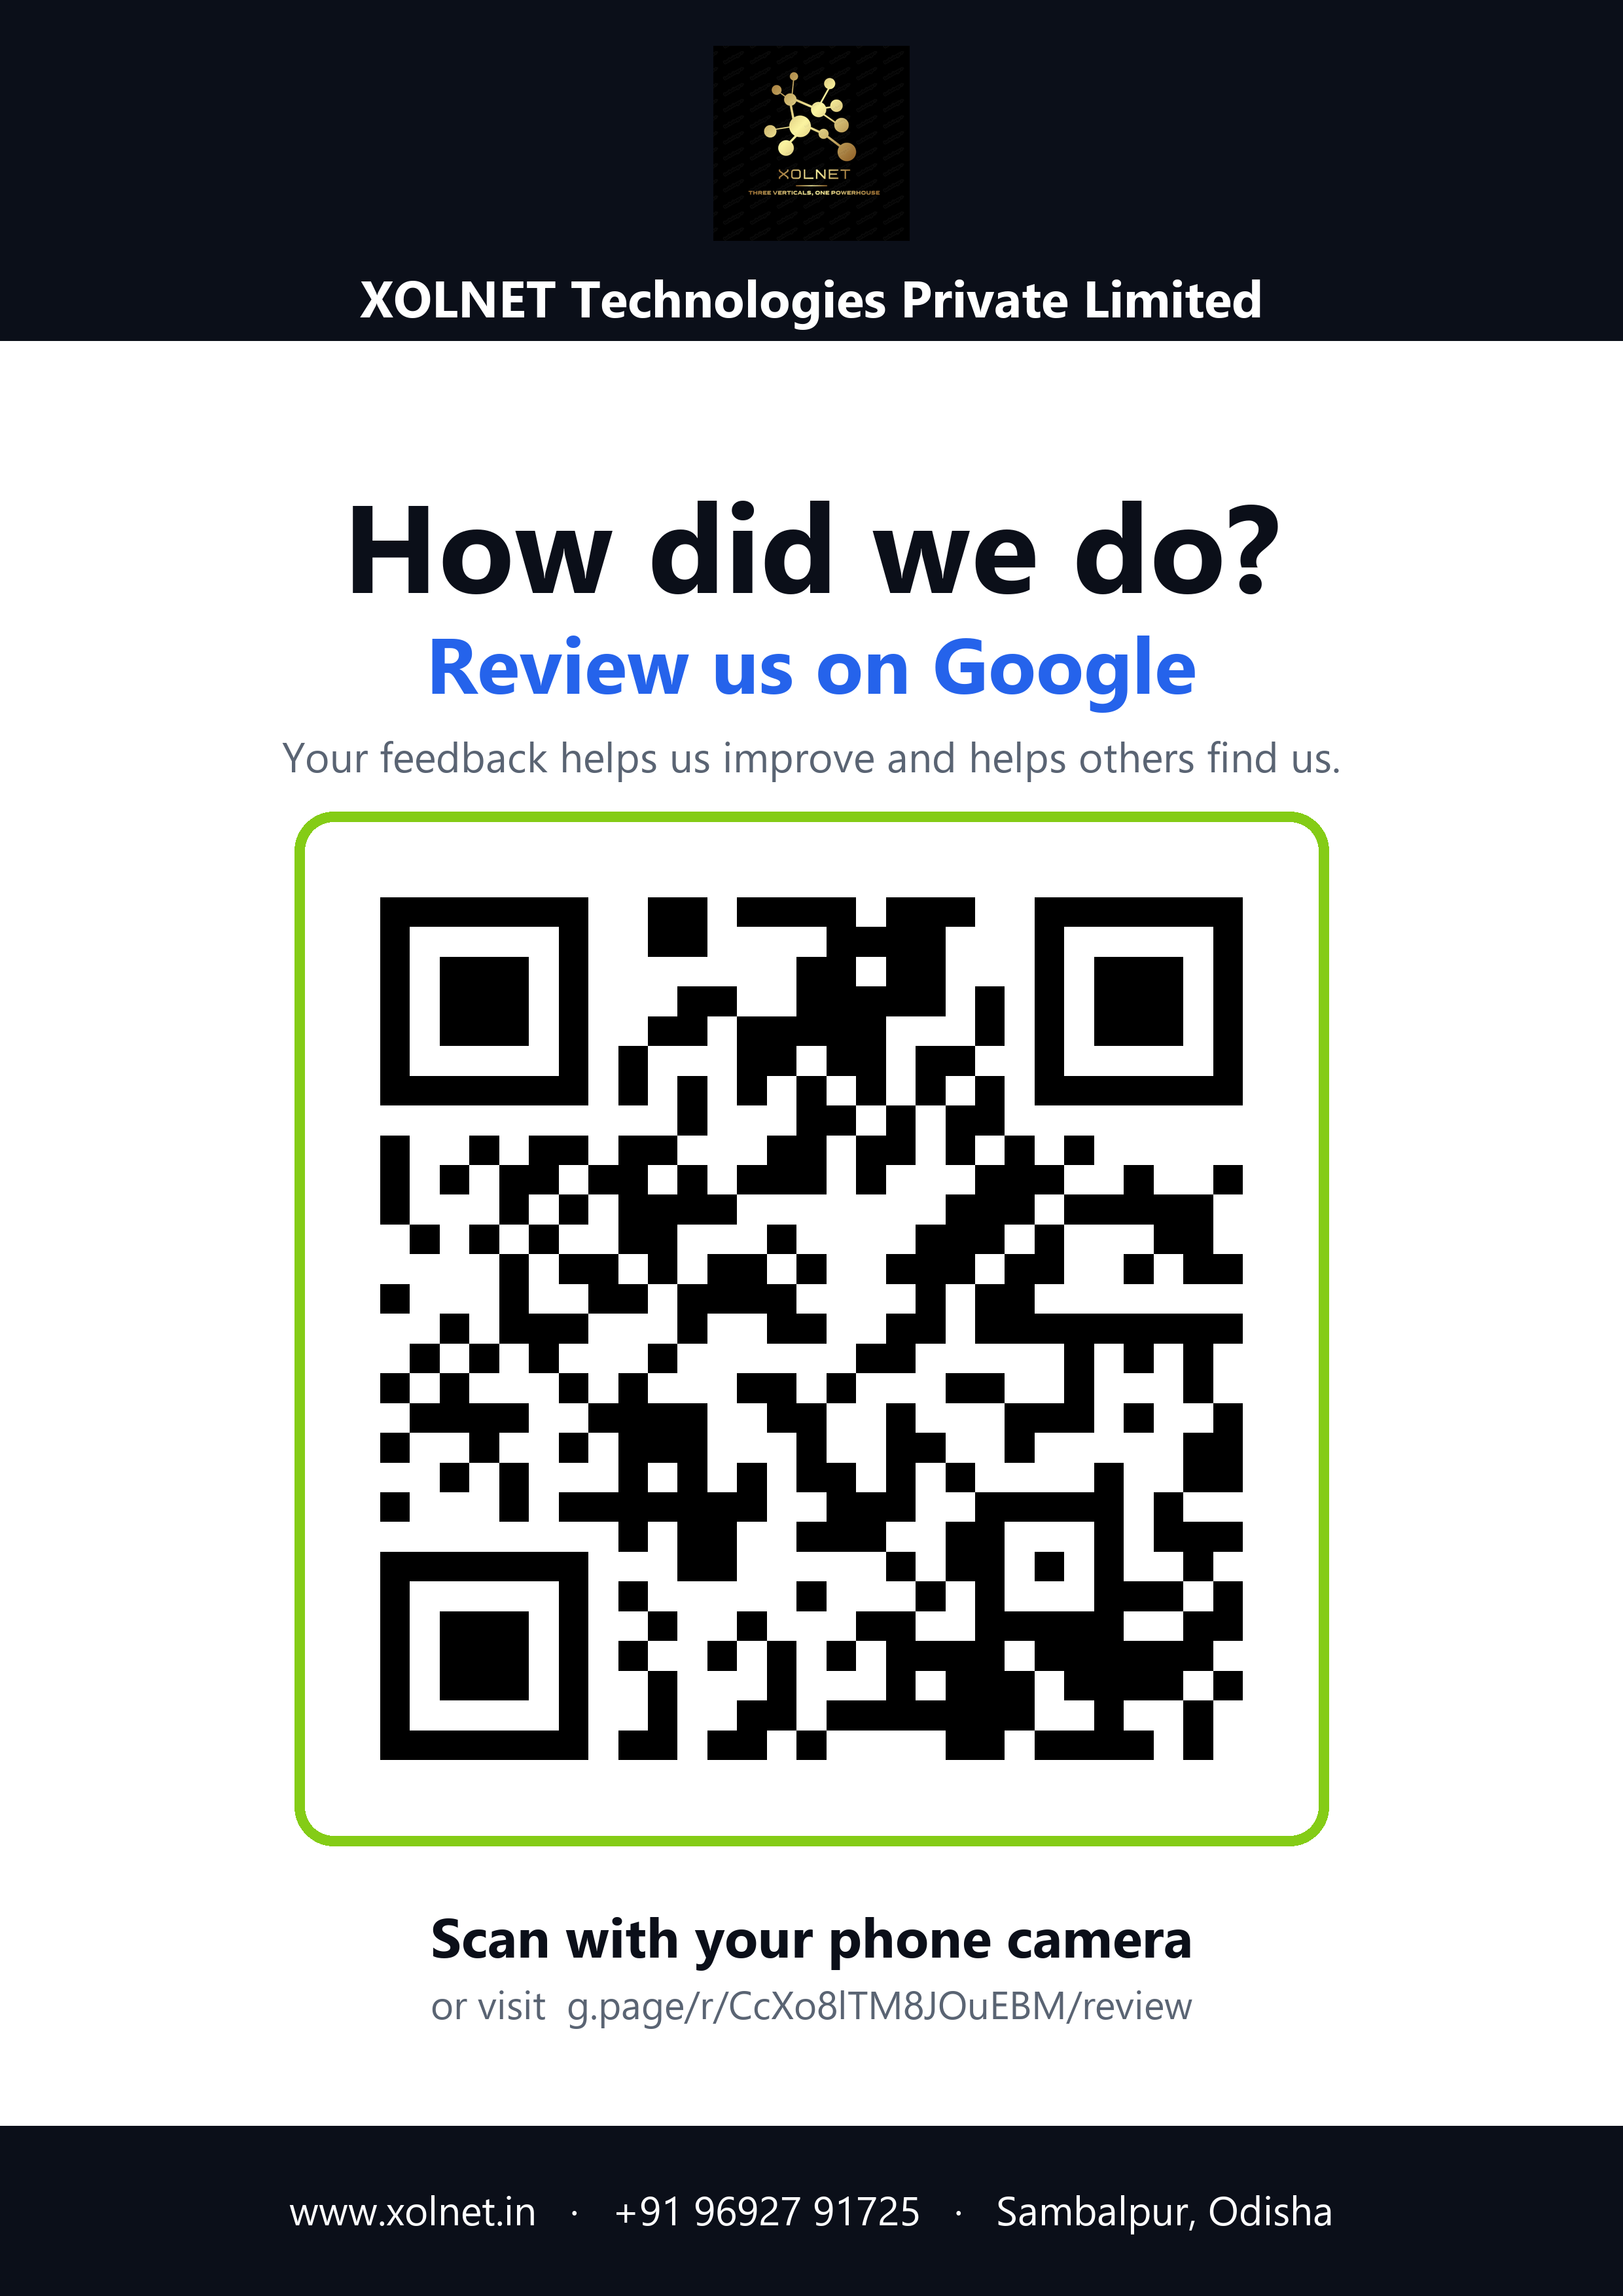 XOLNET
THREE VERTICALS, ONE POWERHOUSE
XOLNET Technologies Private Limited
How did we do?
Review us on Google
Your feedback helps us improve and helps others find us.
Scan with your phone camera
or visit g.page/r/CcXo8lTM8JOuEBM/review
www.xolnet.in · +91 96927 91725 · Sambalpur, Odisha